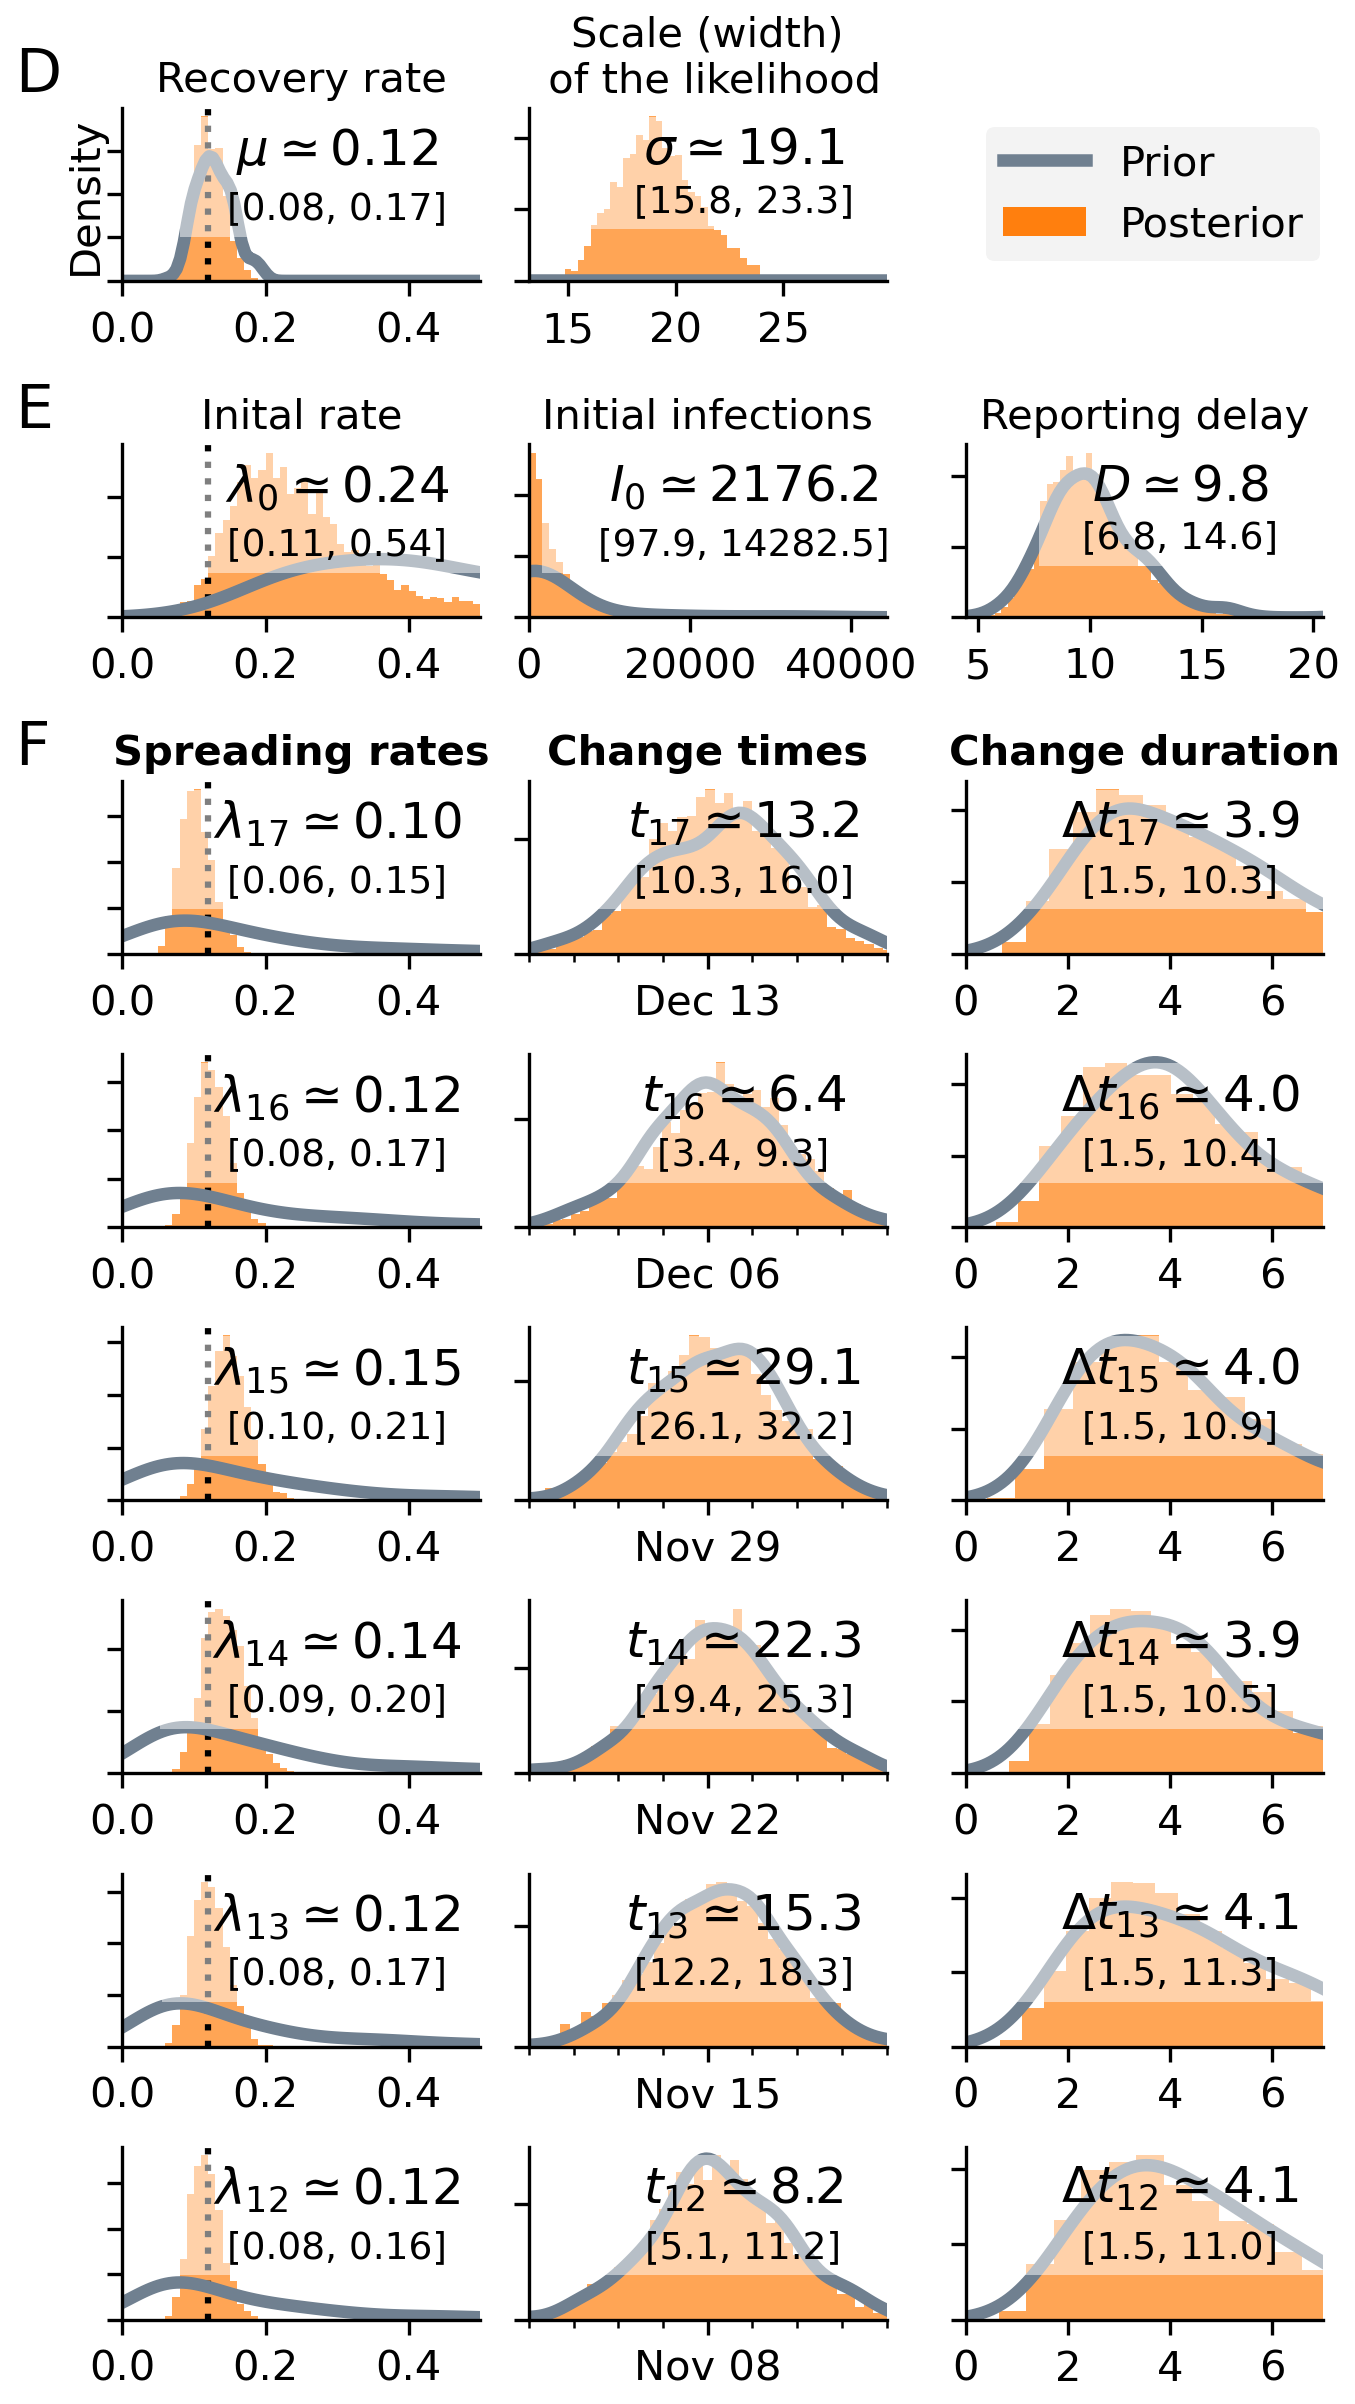 D
Recovery rate
Scale (width)
of the likelihood
Density
μ ≃ 0.12
[0.08, 0.17]
σ ≃ 19.1
[15.8, 23.3]
Prior
Posterior
0.0 0.2 0.4
15 20 25
E
Inital rate
Initial infections
Reporting delay
λ0 ≃ 0.24
[0.11, 0.54]
I0 ≃ 2176.2
[97.9, 14282.5]
D ≃ 9.8
[6.8, 14.6]
0.0 0.2 0.4
0 20000 40000
5 10 15 20
F
Spreading rates
Change times
Change duration
λ17 ≃ 0.10
[0.06, 0.15]
t17 ≃ 13.2
[10.3, 16.0]
Δt17 ≃ 3.9
[1.5, 10.3]
0.0 0.2 0.4
Dec 13
0 2 4 6
λ16 ≃ 0.12
[0.08, 0.17]
t16 ≃ 6.4
[3.4, 9.3]
Δt16 ≃ 4.0
[1.5, 10.4]
0.0 0.2 0.4
Dec 06
0 2 4 6
λ15 ≃ 0.15
[0.10, 0.21]
t15 ≃ 29.1
[26.1, 32.2]
Δt15 ≃ 4.0
[1.5, 10.9]
0.0 0.2 0.4
Nov 29
0 2 4 6
λ14 ≃ 0.14
[0.09, 0.20]
t14 ≃ 22.3
[19.4, 25.3]
Δt14 ≃ 3.9
[1.5, 10.5]
0.0 0.2 0.4
Nov 22
0 2 4 6
λ13 ≃ 0.12
[0.08, 0.17]
t13 ≃ 15.3
[12.2, 18.3]
Δt13 ≃ 4.1
[1.5, 11.3]
0.0 0.2 0.4
Nov 15
0 2 4 6
λ12 ≃ 0.12
[0.08, 0.16]
t12 ≃ 8.2
[5.1, 11.2]
Δt12 ≃ 4.1
[1.5, 11.0]
0.0 0.2 0.4
Nov 08
0 2 4 6